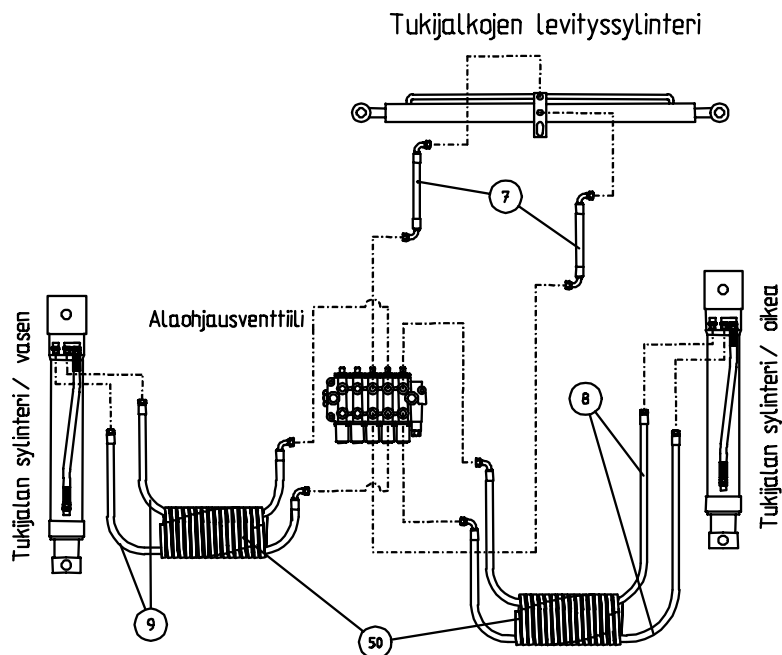 Tukijalkojen levityssylinteri
7
Alaohjausventtiili
Tukijalan sylinteri / vasen
Tukijalan sylinteri / oikea
8
9
50